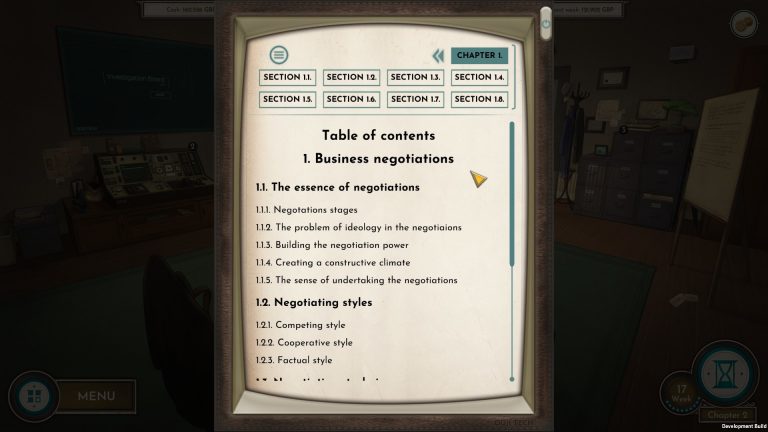 CHAPTER 1.
SECTION 1.1. SECTION 1.2. SECTION 1.3. SECTION 1.4.
SECTION 1.5. SECTION 1.6. SECTION 1.7. SECTION 1.8.
Table of contents
1. Business negotiations
1.1. The essence of negotiations
1.1.1. Negotations stages
1.1.2. The problem of ideology in the negotiaions
1.1.3. Building the negotiation power
1.1.4. Creating a constructive climate
1.1.5. The sense of undertaking the negotiations
1.2. Negotiating styles
1.2.1. Competing style
1.2.2. Cooperative style
1.2.3. Factual style
MENU
17
Week
Chapter 2
Development Build